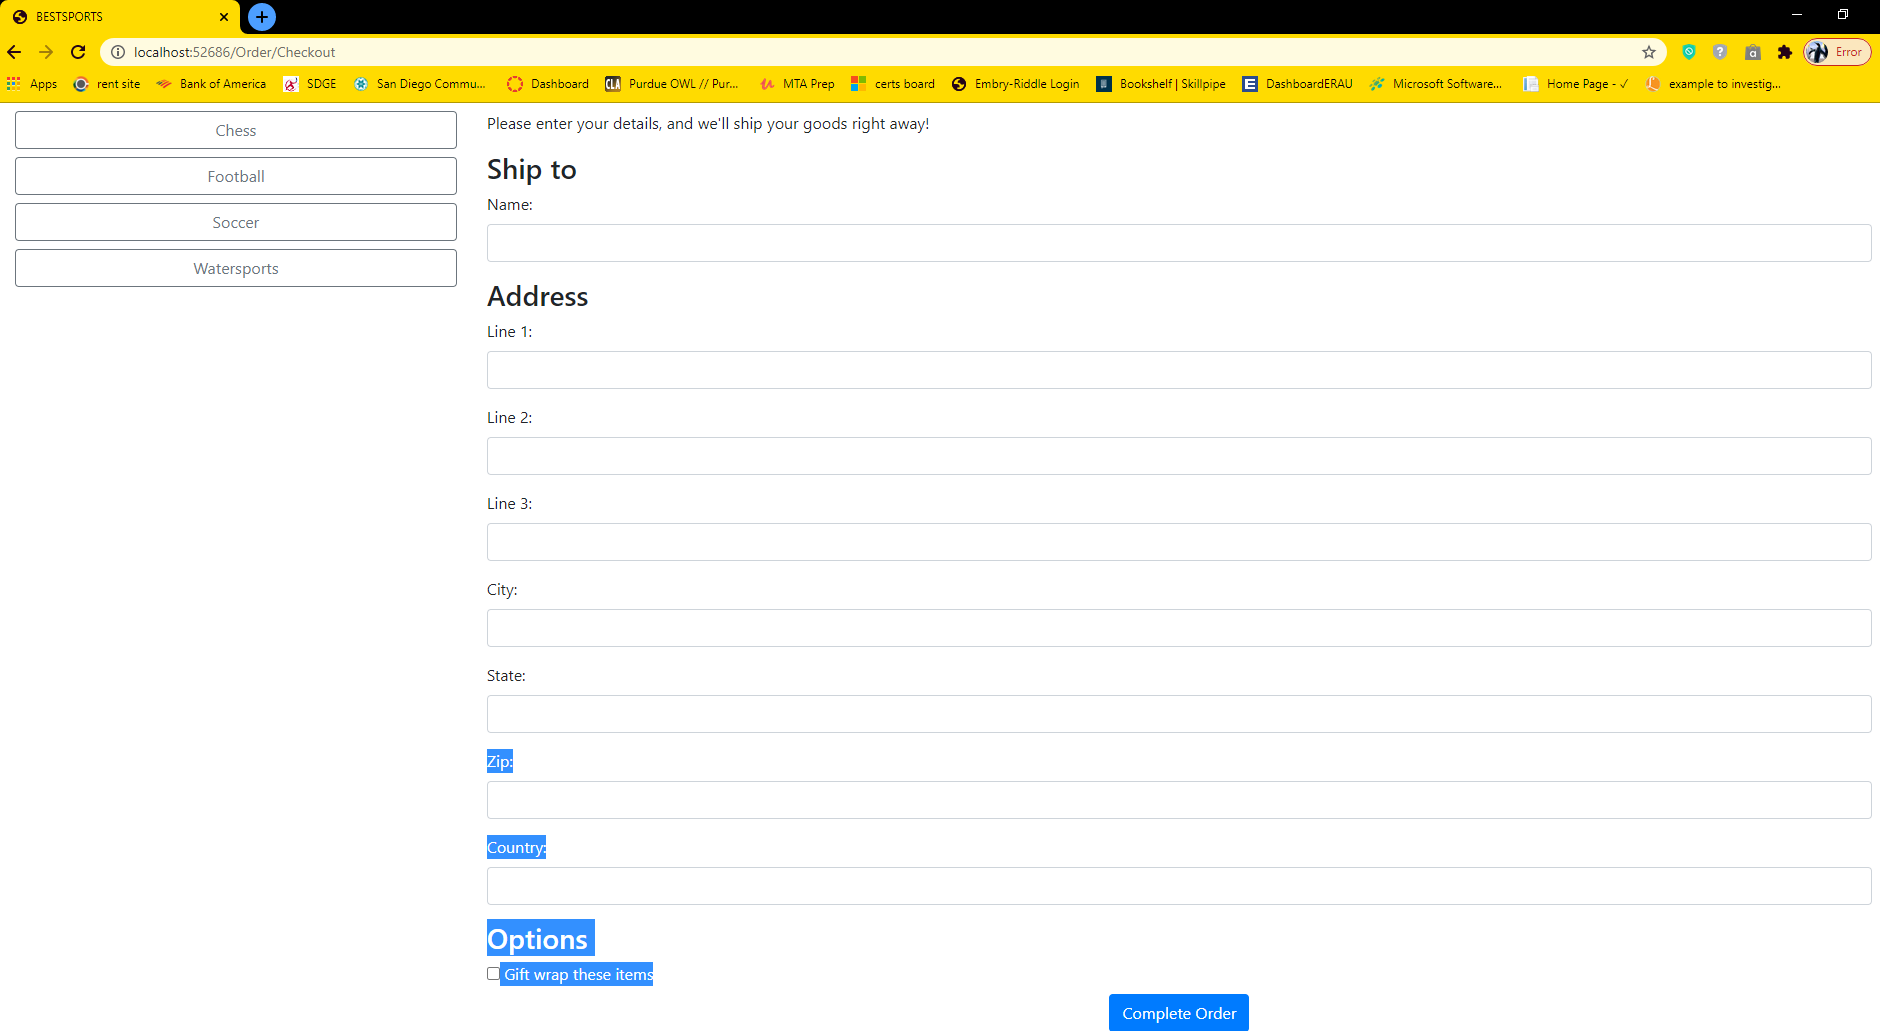 BESTSPORTS
localhost:52686/Order/Checkout
Error
Apps rent site Bank of America SDGE San Diego Commu... Dashboard CLA Purdue OWL // Pur... MTA Prep certs board Embry-Riddle Login Bookshelf | Skillpipe E DashboardERAU Microsoft Software... Home Page - ✓ example to investig...
Chess
Football
Soccer
Watersports
Please enter your details, and we'll ship your goods right away!
Ship to
Name:
Address
Line 1:
Line 2:
Line 3:
City:
State:
Zip:
Country:
Options
Gift wrap these items
Complete Order